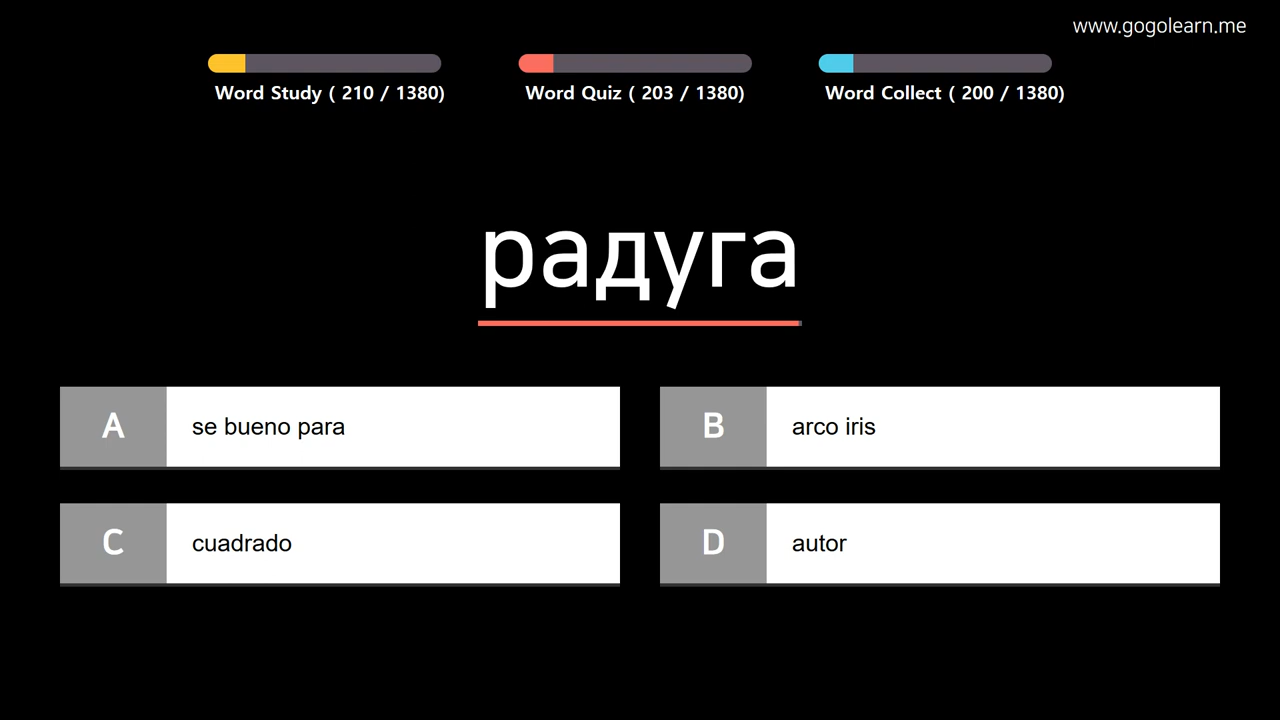 www.gogolearn.me
Word Study ( 210 / 1380)
Word Quiz ( 203 / 1380)
Word Collect ( 200 / 1380)
радуга
A se bueno para
B arco iris
C cuadrado
D autor